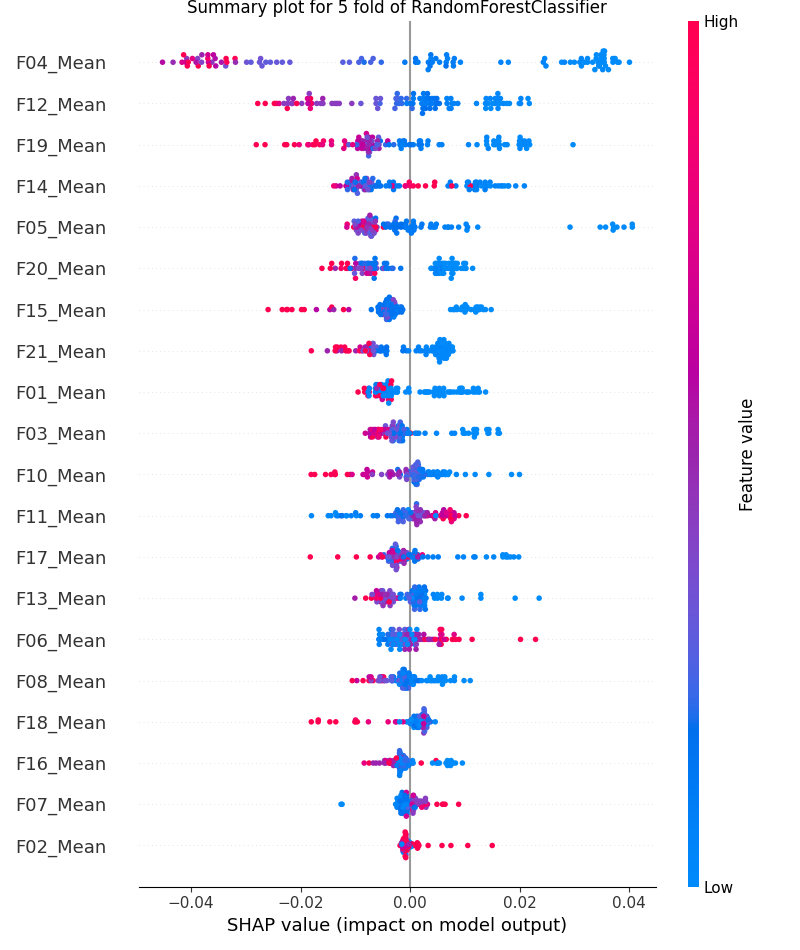 Summary plot for 5 fold of RandomForestClassifier
High
F04_Mean
F12_Mean
F19_Mean
F14_Mean
F05_Mean
F20_Mean
F15_Mean
F21_Mean
F01_Mean
F03_Mean
F10_Mean
F11_Mean
F17_Mean
F13_Mean
F06_Mean
F08_Mean
F18_Mean
F16_Mean
F07_Mean
F02_Mean
Feature value
Low
−0.04 −0.02 0.00 0.02 0.04
SHAP value (impact on model output)